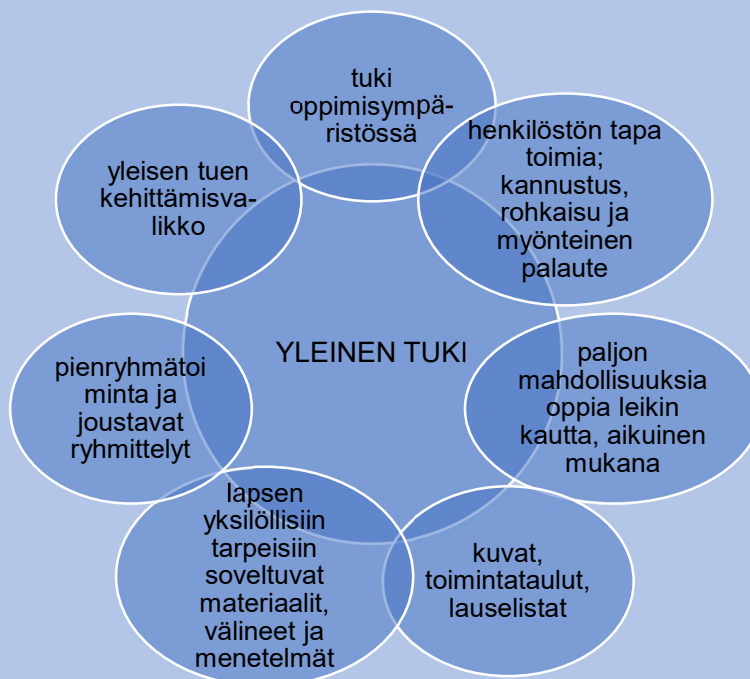 tuki
oppimisympä-
ristössä
henkilöstön tapa
toimia;
kannustus,
rohkaisu ja
myönteinen
palaute
yleisen tuen
kehittämisva-
likko
YLEINEN TUKI
paljon
mahdollisuuksia
oppia leikin
kautta, aikuinen
mukana
pienryhmätoi
minta ja
joustavat
ryhmittelyt
lapsen
yksilöllisiin
tarpeisiin
soveltuvat
materiaalit,
välineet ja
menetelmät
kuvat,
toimintataulut,
lauselistat